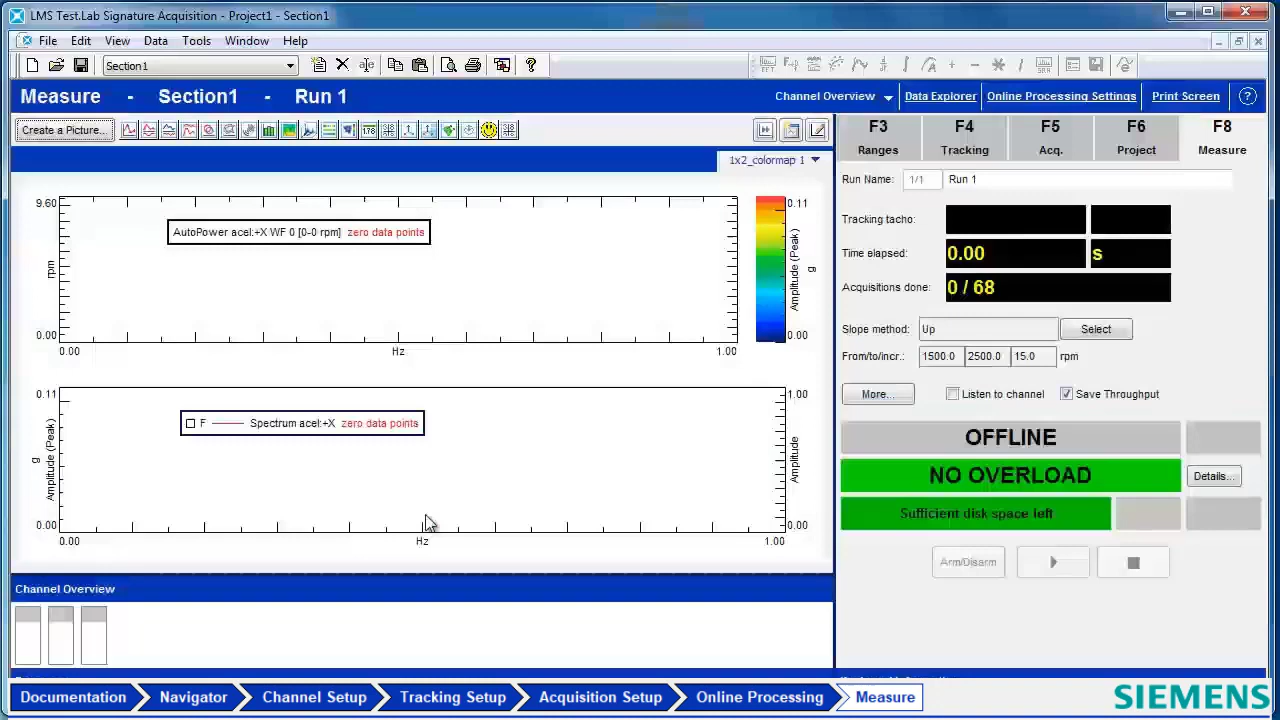 LMS Test.Lab Signature Acquisition - Project1 - Section1
File Edit View Data Tools Window Help
Section1
Measure - Section1 - Run 1
Channel Overview Data Explorer Online Processing Settings Print Screen
Create a Picture...
1x2_colormap 1
F3 F4 F5 F6 F8
Ranges Tracking Acq. Project Measure
Run Name: 1/1 Run 1
9.60
rpm
0.00
AutoPower acel:+X WF 0 [0-0 rpm] zero data points
0.00 Hz 1.00
0.11
Amplitude (Peak)
g
0.00
Tracking tacho:
Time elapsed: 0.00 s
Acquisitions done: 0 / 68
Slope method: Up Select
From/to/incr.: 1500.0 2500.0 15.0 rpm
More... Listen to channel Save Throughput
0.11
g
Amplitude (Peak)
0.00
F Spectrum acel:+X zero data points
1.00
Amplitude
0.00
0.00 Hz 1.00
OFFLINE
NO OVERLOAD Details...
Sufficient disk space left
Arm/Disarm
Channel Overview
Documentation Navigator Channel Setup Tracking Setup Acquisition Setup Online Processing Measure
SIEMENS